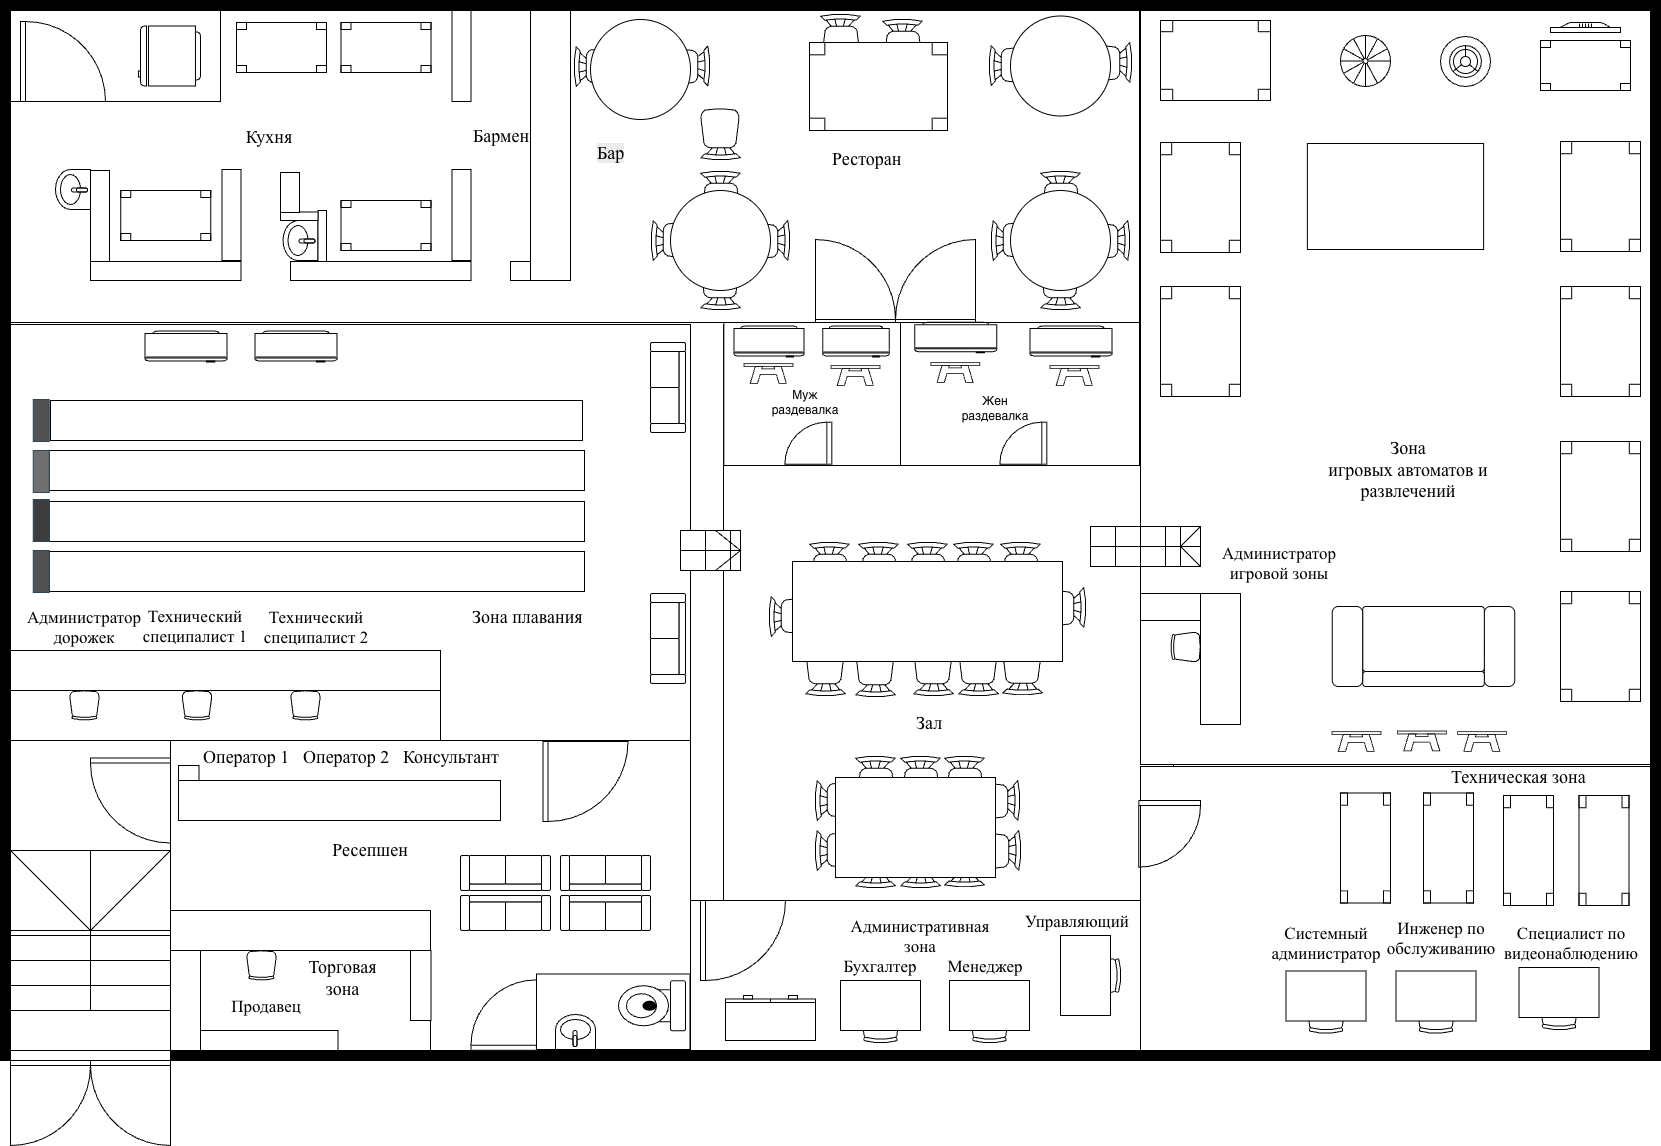 Кухня
Бармен
Бар
Ресторан
Муж
раздевалка
Жен
раздевалка
Зона
игровых автоматов и
развлечений
Администратор
игровой зоны
Администратор
дорожек
Технический
специпалист 1
Технический
специпалист 2
Зона плавания
Зал
Оператор 1
Оператор 2
Консультант
Ресепшен
Торговая
зона
Продавец
Административная
зона
Управляющий
Бухгалтер
Менеджер
Техническая зона
Системный
администратор
Инженер по
обслуживанию
Специалист по
видеонаблюдению